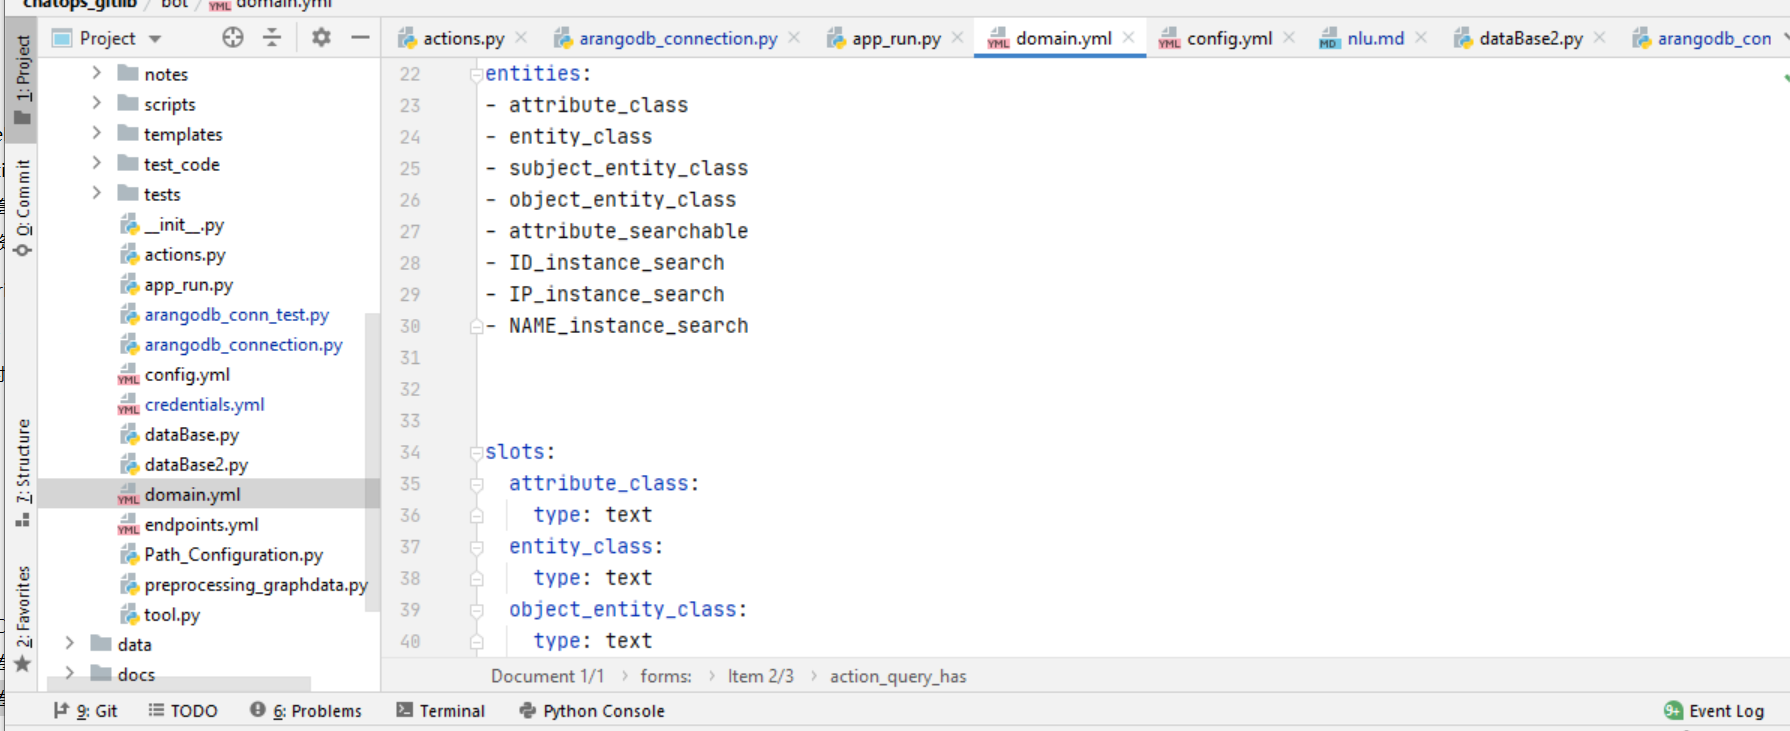 chatops_gitlib / bot / domain.yml
Project
actions.py
arangodb_connection.py
app_run.py
domain.yml
config.yml
nlu.md
dataBase2.py
arangodb_con
1: Project
0: Commit
7: Structure
2: Favorites
notes
scripts
templates
test_code
tests
__init__.py
actions.py
app_run.py
arangodb_conn_test.py
arangodb_connection.py
config.yml
credentials.yml
dataBase.py
dataBase2.py
domain.yml
endpoints.yml
Path_Configuration.py
preprocessing_graphdata.py
tool.py
data
docs
22 entities:
23 - attribute_class
24 - entity_class
25 - subject_entity_class
26 - object_entity_class
27 - attribute_searchable
28 - ID_instance_search
29 - IP_instance_search
30 - NAME_instance_search
31
32
33
34 slots:
35 attribute_class:
36 type: text
37 entity_class:
38 type: text
39 object_entity_class:
40 type: text
Document 1/1 › forms: › Item 2/3 › action_query_has
9: Git
TODO
6: Problems
Terminal
Python Console
9+ Event Log